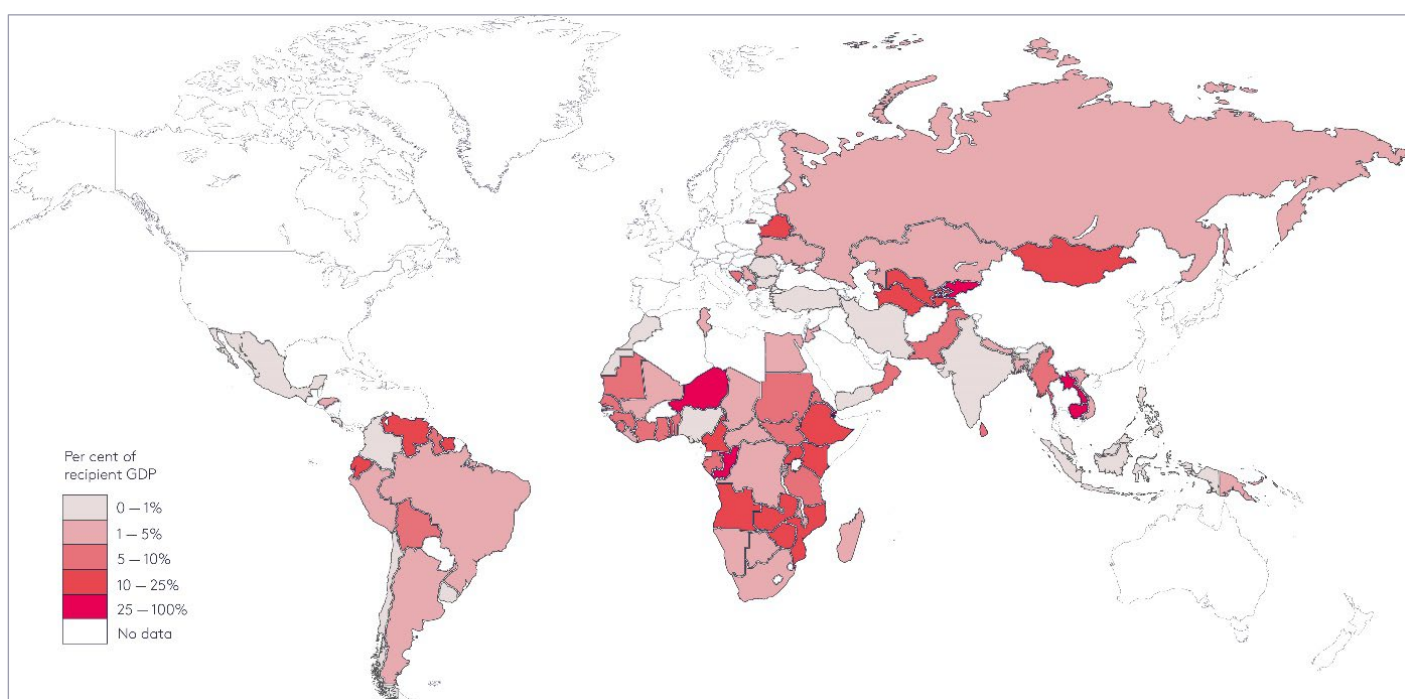 Per cent of
recipient GDP
0 – 1%
1 – 5%
5 – 10%
10 – 25%
25 – 100%
No data